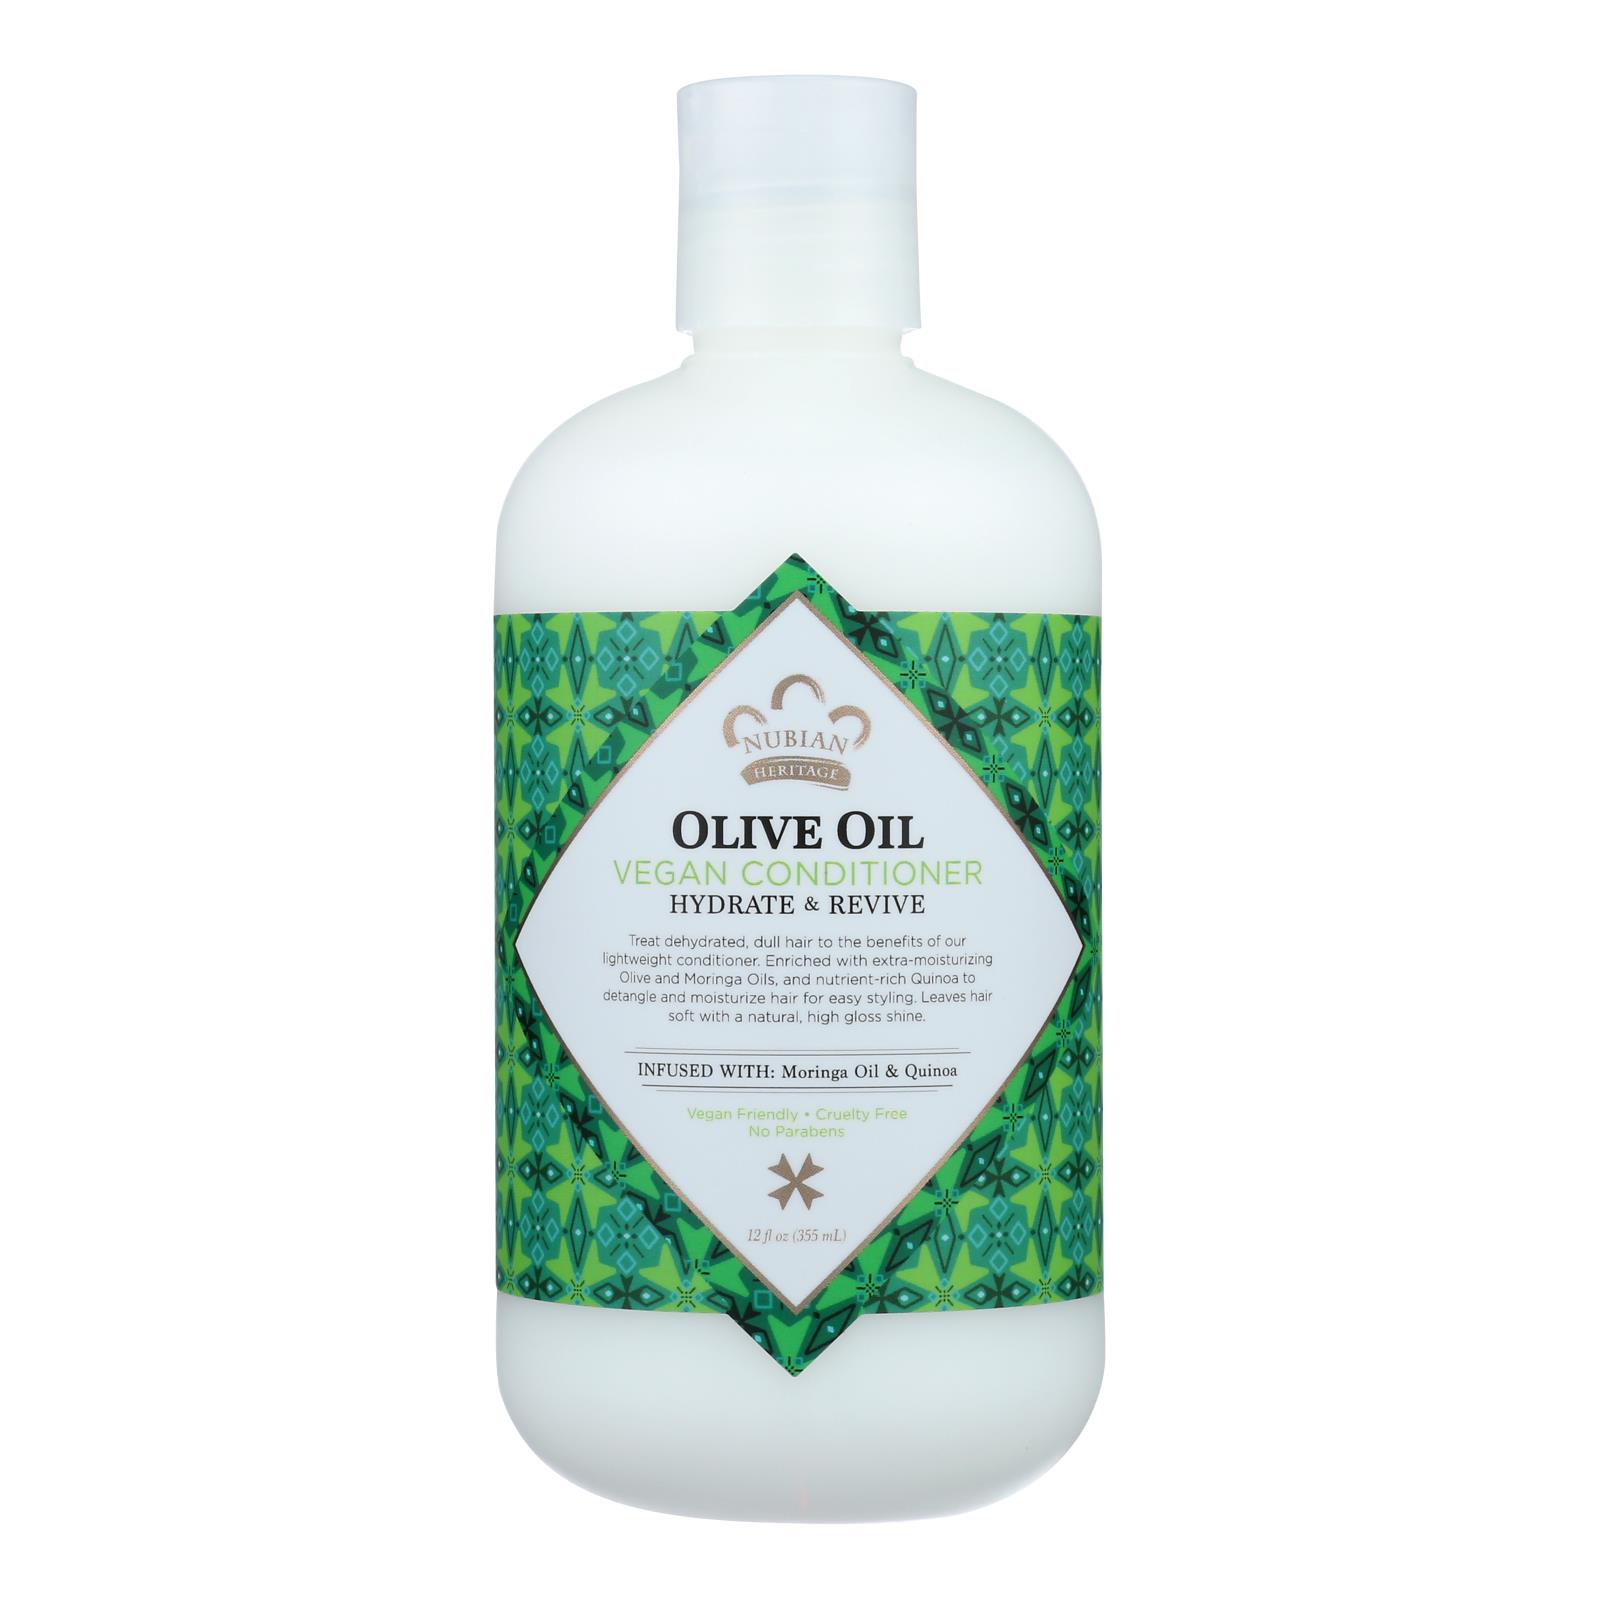 NUBIAN
HERITAGE
OLIVE OIL
VEGAN CONDITIONER
HYDRATE & REVIVE
Treat dehydrated, dull hair to the benefits of our
lightweight conditioner. Enriched with extra-moisturizing
Olive and Moringa Oils, and nutrient-rich Quinoa to
detangle and moisturize hair for easy styling. Leaves hair
soft with a natural, high gloss shine.
INFUSED WITH: Moringa Oil & Quinoa
Vegan Friendly • Cruelty Free
No Parabens
12 fl oz (355 mL)